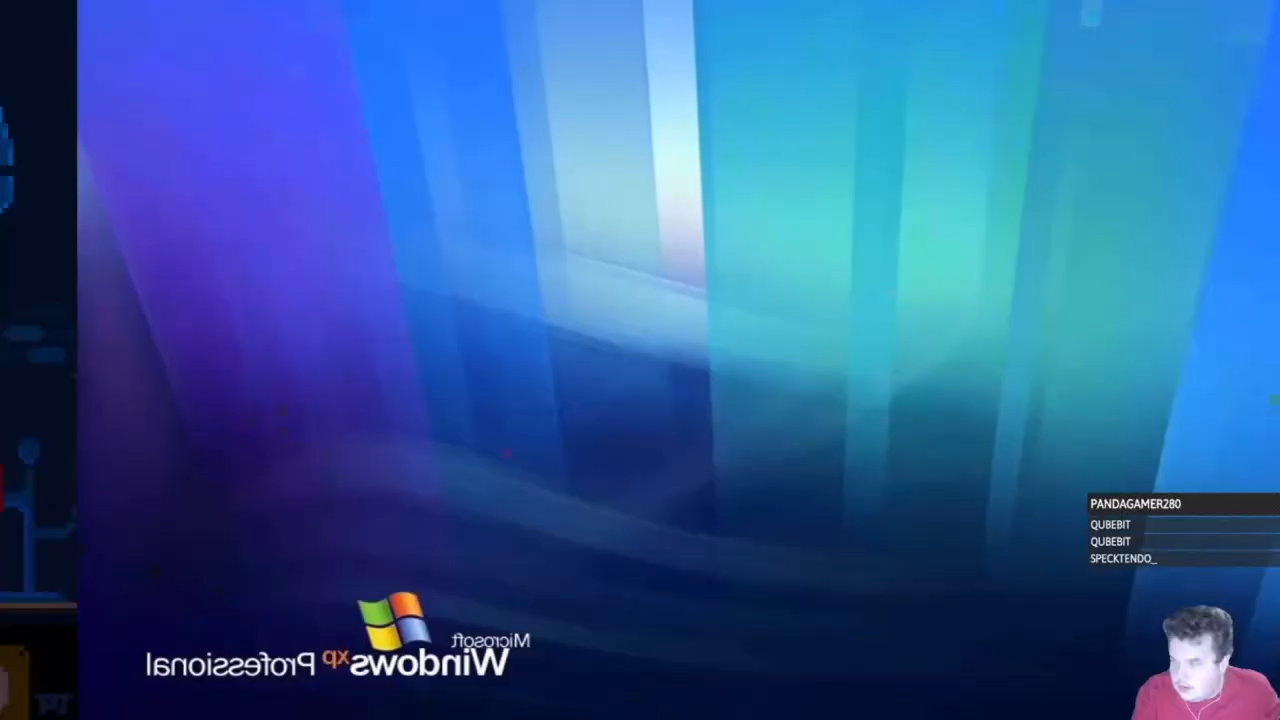 PANDAGAMER280
QUBEBIT
QUBEBIT
SPECKTENDO_
Microsoft
Windows XP Professional